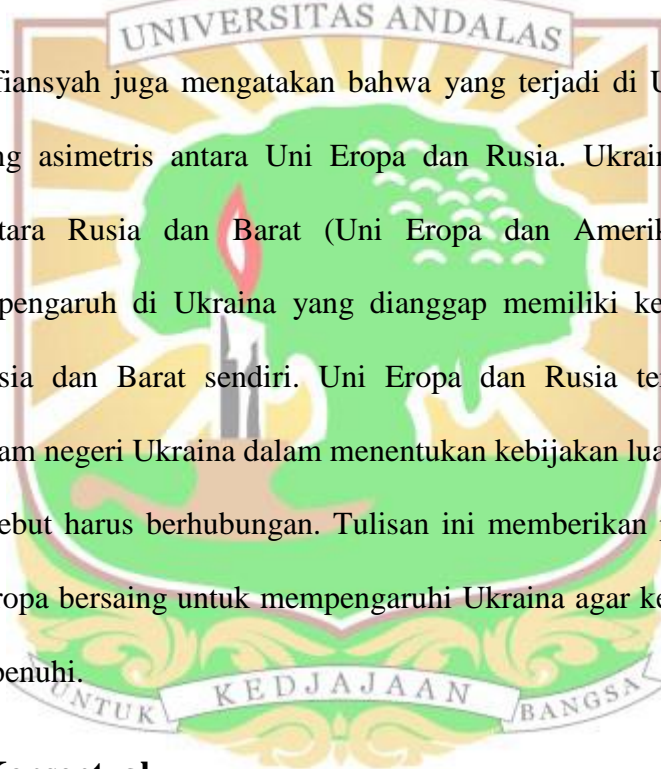 UNIVERSITAS ANDALAS
fiansyah juga mengatakan bahwa yang terjadi di U
ng asimetris antara Uni Eropa dan Rusia. Ukrain
tara Rusia dan Barat (Uni Eropa dan Amerik
pengaruh di Ukraina yang dianggap memiliki ke
sia dan Barat sendiri. Uni Eropa dan Rusia te
am negeri Ukraina dalam menentukan kebijakan lua
sebut harus berhubungan. Tulisan ini memberikan
ropa bersaing untuk mempengaruhi Ukraina agar ke
penuhi.
UNTUK KEDJAJAAN BANGSA